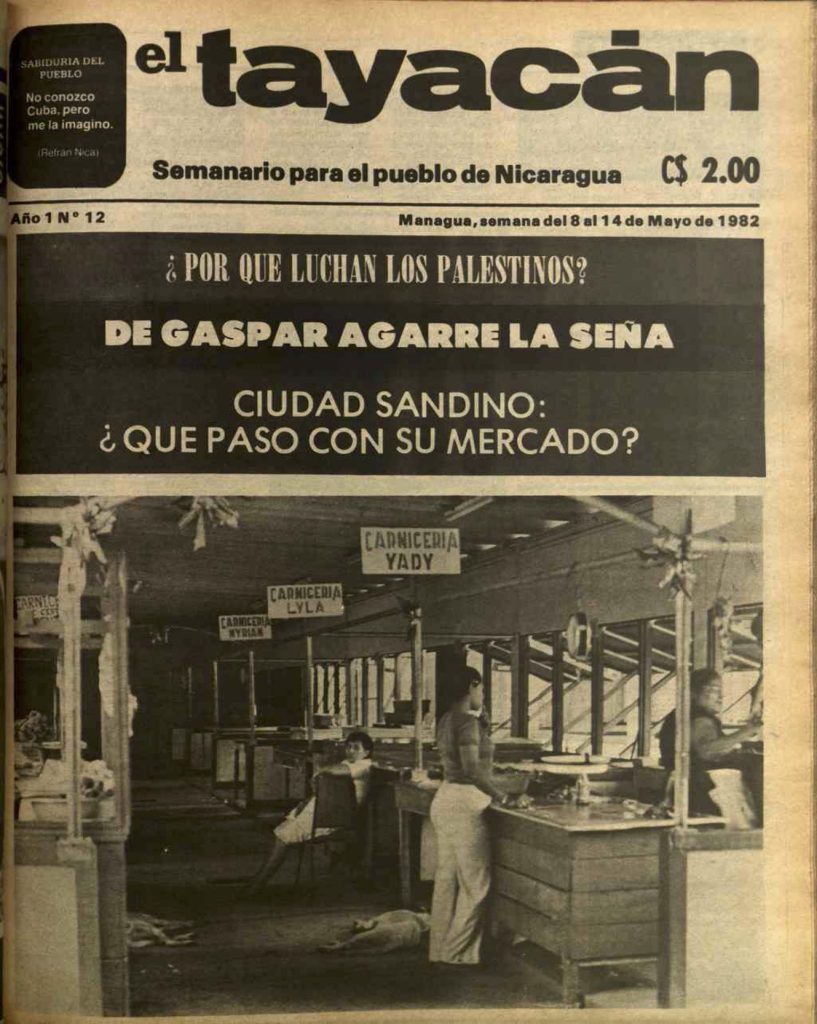 SABIDURIA DEL
PUEBLO
No conozco
Cuba, pero
me la imagino.
(Refrán Nica)
el tayacán
Semanario para el pueblo de Nicaragua C$ 2.00
Año 1 Nº 12 Managua, semana del 8 al 14 de Mayo de 1982
¿POR QUE LUCHAN LOS PALESTINOS?
DE GASPAR AGARRE LA SEÑA
CIUDAD SANDINO:
¿QUE PASO CON SU MERCADO?
CARNICERIA
YADY
CARNICERIA
LYLA
CARNICERIA
MYRIAN